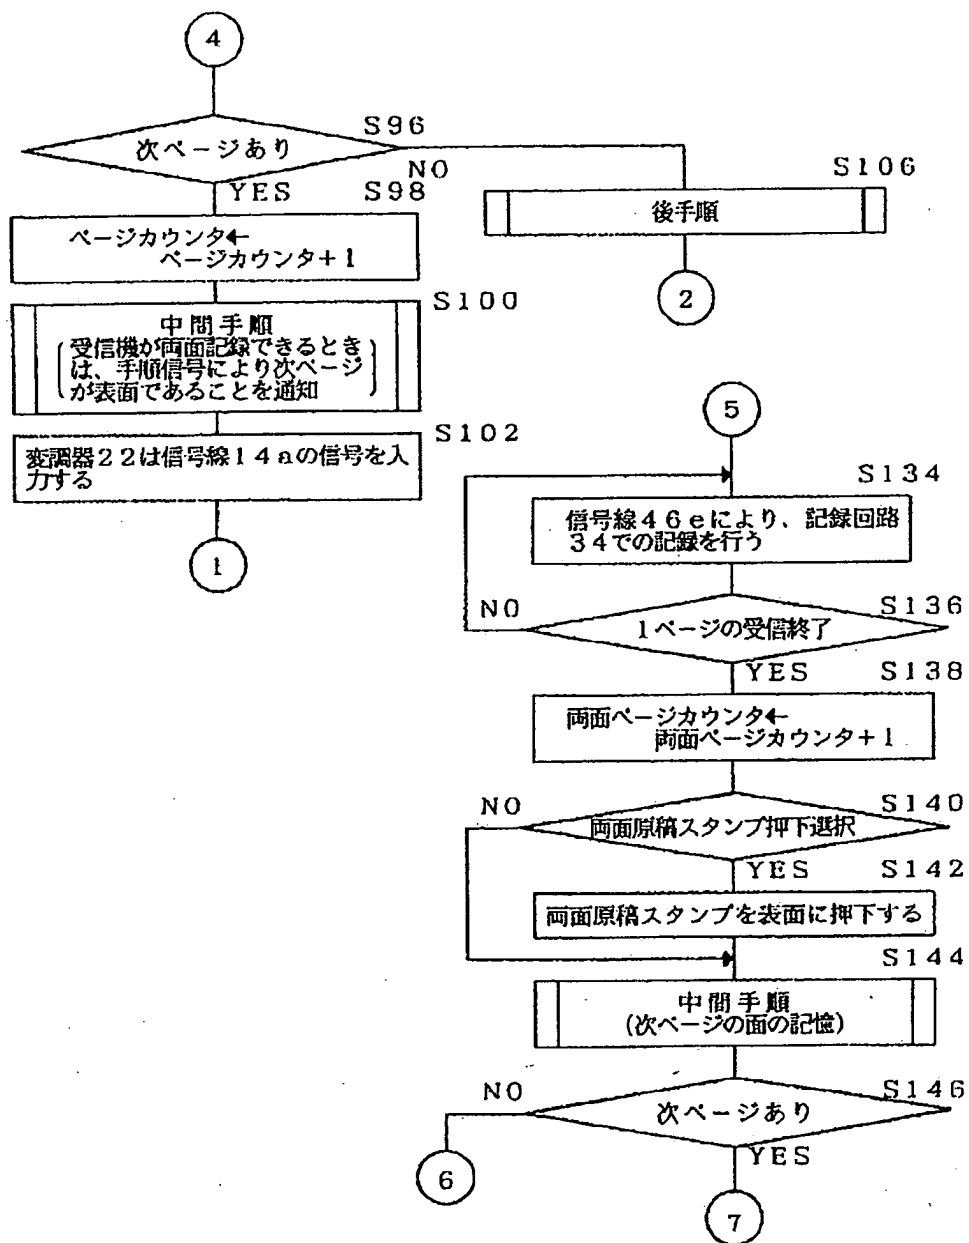 4
S96
次ページあり
NO
YES
S98
ページカウンタ←
ページカウンタ+1
S100
中間手順
受信機が両面記録できるとき
は、手順信号により次ページ
が表面であることを通知
S102
変調器22は信号線14aの信号を入
力する
1
S106
後手順
2
5
S134
信号線46eにより、記録回路
34での記録を行う
NO
S136
1ページの受信終了
YES
S138
両面ページカウンタ←
両面ページカウンタ+1
NO
S140
両面原稿スタンプ押下選択
YES
S142
両面原稿スタンプを表面に押下する
S144
中間手順
(次ページの面の記憶)
NO
S146
次ページあり
YES
6
7